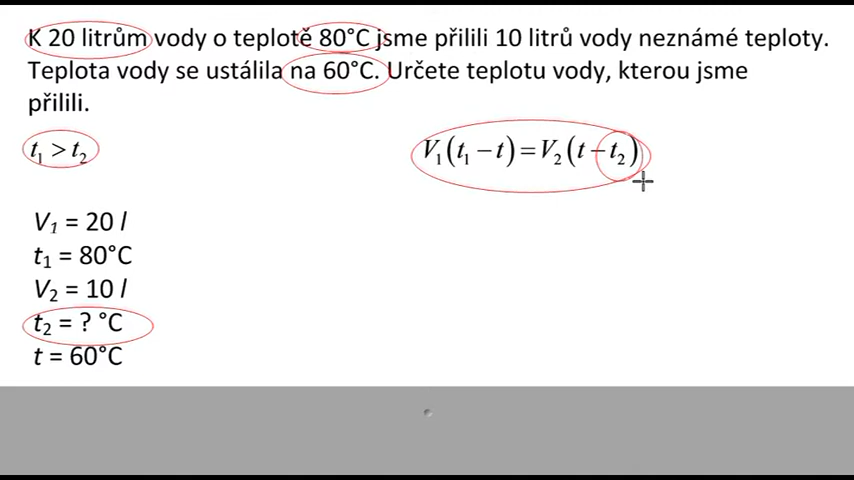 K 20 litrům vody o teplotě 80°C jsme přilili 10 litrů vody neznámé teploty.
Teplota vody se ustálila na 60°C. Určete teplotu vody, kterou jsme
přilili.
t₁ > t₂
V₁(t₁ − t) = V₂(t − t₂)
V₁ = 20 l
t₁ = 80°C
V₂ = 10 l
t₂ = ? °C
t = 60°C